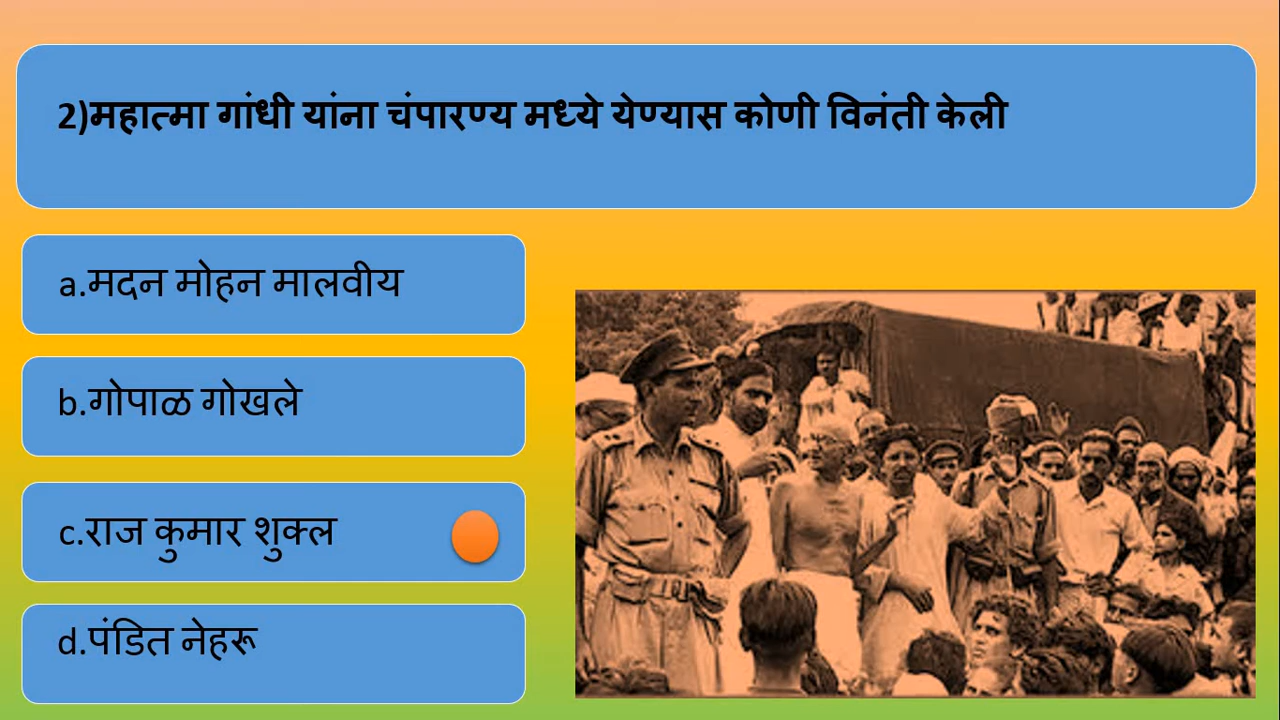 2)महात्मा गांधी यांना चंपारण्य मध्ये येण्यास कोणी विनंती केली
a.मदन मोहन मालवीय
b.गोपाळ गोखले
c.राज कुमार शुक्ल
d.पंडित नेहरू